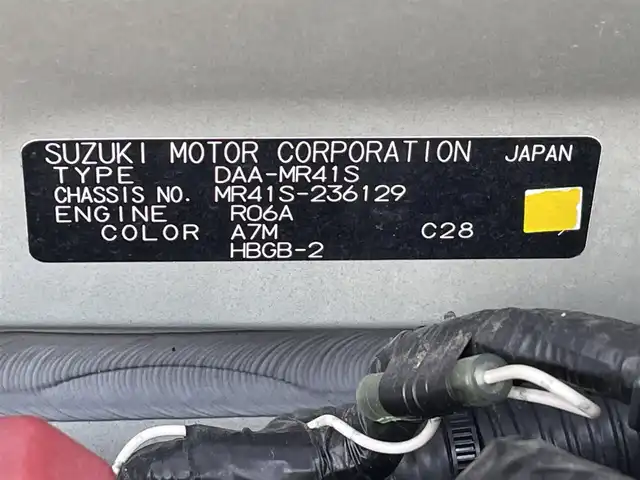 SUZUKI MOTOR CORPORATION JAPAN
TYPE DAA-MR41S
CHASSIS NO. MR41S-236129
ENGINE R06A
COLOR A7M C28
HBGB-2